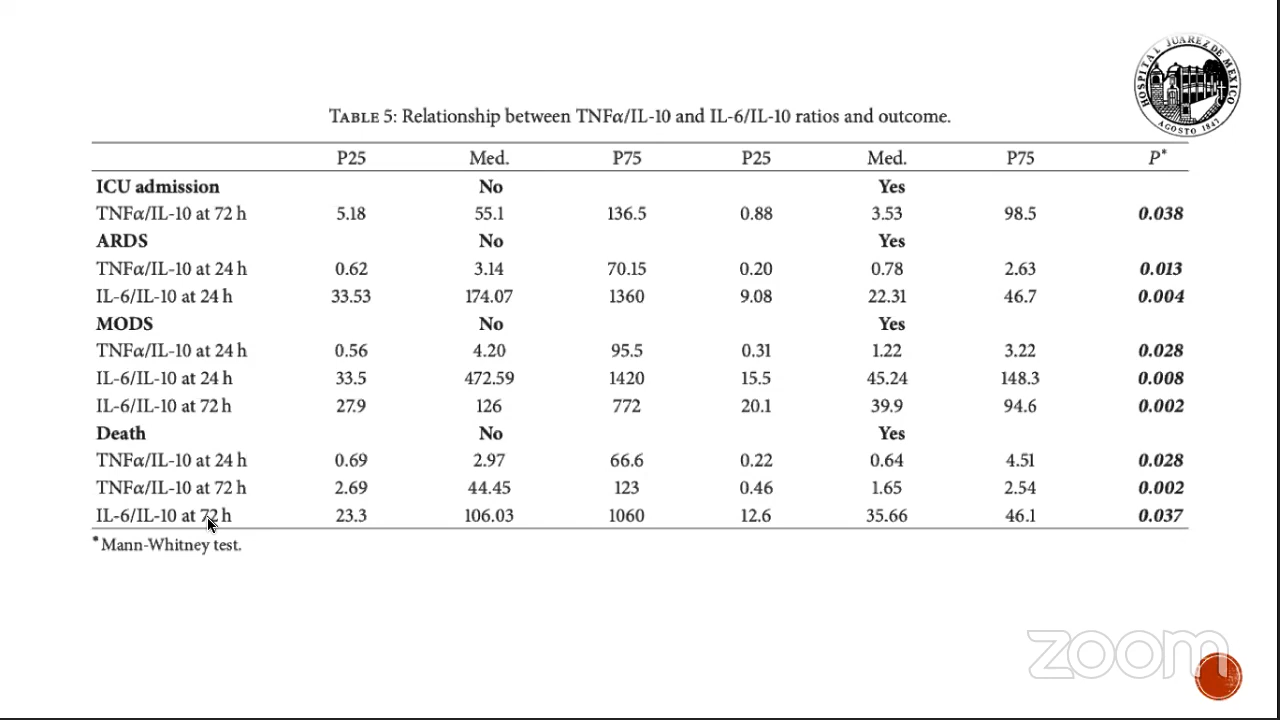 HOSPITAL JUAREZ DE MEXICO
AGOSTO 1847
TABLE 5: Relationship between TNFα/IL-10 and IL-6/IL-10 ratios and outcome.
P25 Med. P75 P25 Med. P75 P*
ICU admission No Yes
TNFα/IL-10 at 72 h 5.18 55.1 136.5 0.88 3.53 98.5 0.038
ARDS No Yes
TNFα/IL-10 at 24 h 0.62 3.14 70.15 0.20 0.78 2.63 0.013
IL-6/IL-10 at 24 h 33.53 174.07 1360 9.08 22.31 46.7 0.004
MODS No Yes
TNFα/IL-10 at 24 h 0.56 4.20 95.5 0.31 1.22 3.22 0.028
IL-6/IL-10 at 24 h 33.5 472.59 1420 15.5 45.24 148.3 0.008
IL-6/IL-10 at 72 h 27.9 126 772 20.1 39.9 94.6 0.002
Death No Yes
TNFα/IL-10 at 24 h 0.69 2.97 66.6 0.22 0.64 4.51 0.028
TNFα/IL-10 at 72 h 2.69 44.45 123 0.46 1.65 2.54 0.002
IL-6/IL-10 at 72 h 23.3 106.03 1060 12.6 35.66 46.1 0.037
*Mann-Whitney test.
zoom